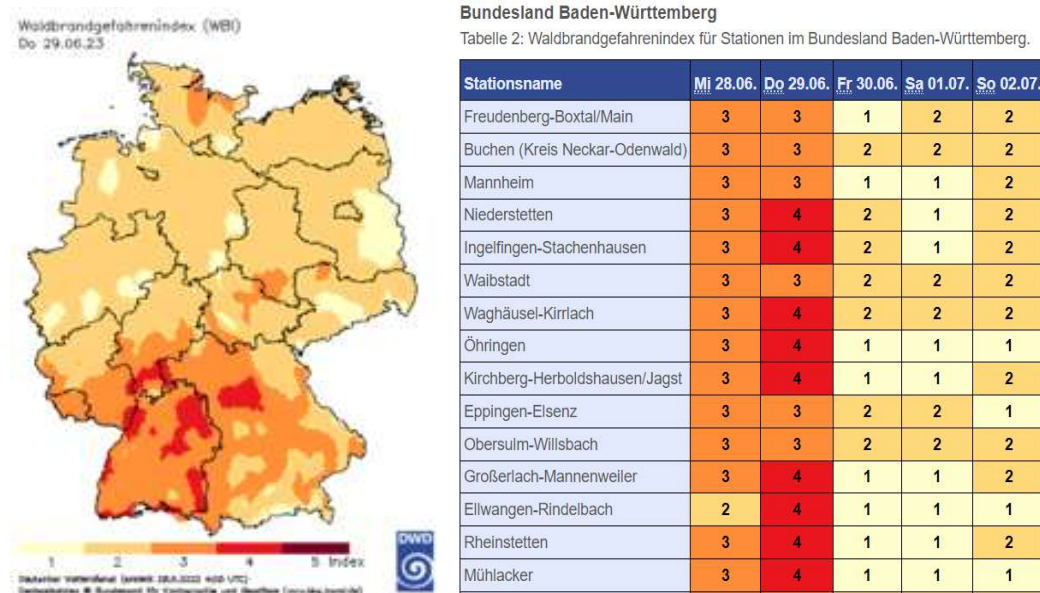 Waldbrandgefahrenindex (WBI)
Do 29.06.23
1 2 3 4 5 Index
DWD
Bundesland Baden-Württemberg
Tabelle 2: Waldbrandgefahrenindex für Stationen im Bundesland Baden-Württemberg.
Stationsname Mi 28.06. Do 29.06. Fr 30.06. Sa 01.07. So 02.07.
Freudenberg-Boxtal/Main 3 3 1 2 2
Buchen (Kreis Neckar-Odenwald) 3 3 2 2 2
Mannheim 3 3 1 1 2
Niederstetten 3 4 2 1 2
Ingelfingen-Stachenhausen 3 4 2 1 2
Waibstadt 3 3 2 2 2
Waghäusel-Kirrlach 3 4 2 2 2
Öhringen 3 4 1 1 1
Kirchberg-Herboldshausen/Jagst 3 4 1 1 2
Eppingen-Elsenz 3 3 2 2 1
Obersulm-Willsbach 3 3 2 2 2
Großerlach-Mannenweiler 3 4 1 1 2
Ellwangen-Rindelbach 2 4 1 1 1
Rheinstetten 3 4 1 1 2
Mühlacker 3 4 1 1 1